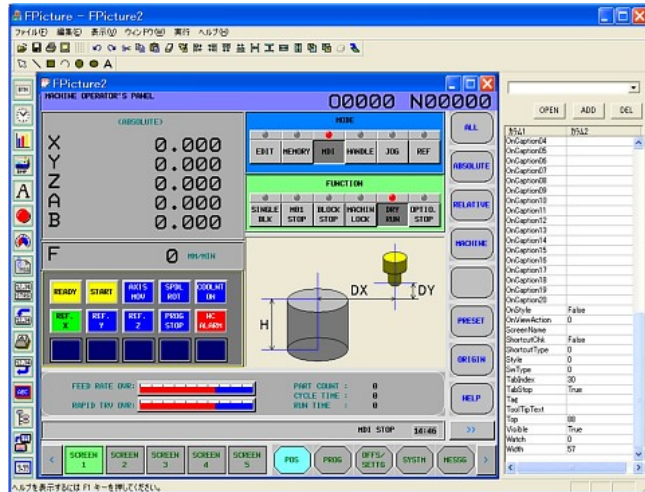 FPicture - FPicture2
ファイル(F) 編集(E) 表示(V) ウィンドウ(W) 実行 ヘルプ(H)
FPicture2
MACHINE OPERATOR'S PANEL
O0000 N00000
(ABSOLUTE)
X 0.000
Y 0.000
Z 0.000
A 0.000
B 0.000
F 0 MM/MIN
MODE
EDIT MEMORY MDI HANDLE JOG REF
FUNCTION
SINGLE BLK M01 STOP BLOCK STOP MACHIN LOCK DRY RUN OPTIO. STOP
READY START AXIS MOV SPDL ROT COOLNT ON
REF. X REF. Y REF. Z PROG STOP NC ALARM
DX
DY
H
FEED RATE OVR:
RAPID TRV OVR:
PART COUNT : 0
CYCLE TIME : 0
RUN TIME : 0
MDI STOP 14:46
ALL
ABSOLUTE
RELATIVE
MACHINE
PRESET
ORIGIN
HELP
>>
< SCREEN 1 SCREEN 2 SCREEN 3 SCREEN 4 SCREEN 5 POS PROG OFFS/SETTG SYSTM MESSG >
OPEN ADD DEL
カラム1 カラム2
OnCaption04
OnCaption05
OnCaption06
OnCaption07
OnCaption08
OnCaption09
OnCaption10
OnCaption11
OnCaption12
OnCaption13
OnCaption14
OnCaption15
OnCaption16
OnCaption17
OnCaption18
OnCaption19
OnCaption20
OnStyle False
OnViewAction 0
ScreenName
ShortcutChk False
ShortcutType 0
Style 0
SwType 0
TabIndex 30
TabStop True
Tag
ToolTipText
Top 88
Visible True
Watch 0
Width 57
ヘルプを表示するには F1 キーを押してください。